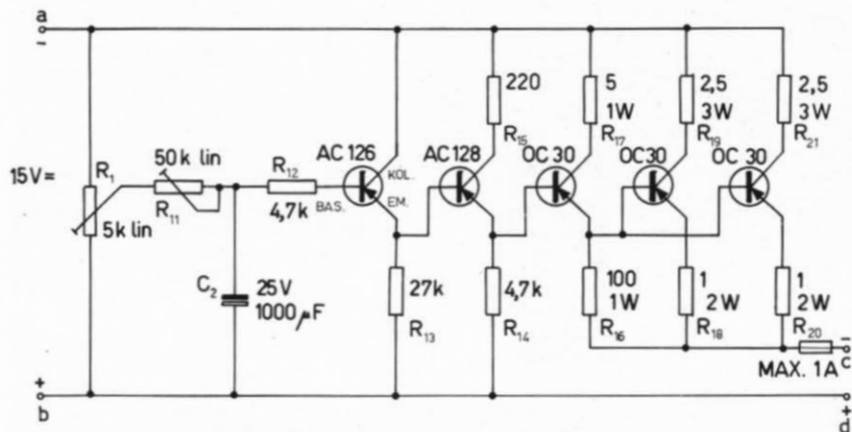 a
-
15V=
R1
5k lin
50k lin
R11
R12
4,7k
BAS.
AC 126
KOL.
EM.
AC 128
220
R15
OC 30
5
1W
R17
OC 30
2,5
3W
R19
OC 30
2,5
3W
R21
C2
25V
1000 µF
27k
R13
4,7k
R14
100
1W
R16
1
2W
R18
1
2W
R20
MAX. 1A
-
c
+
b
+
d